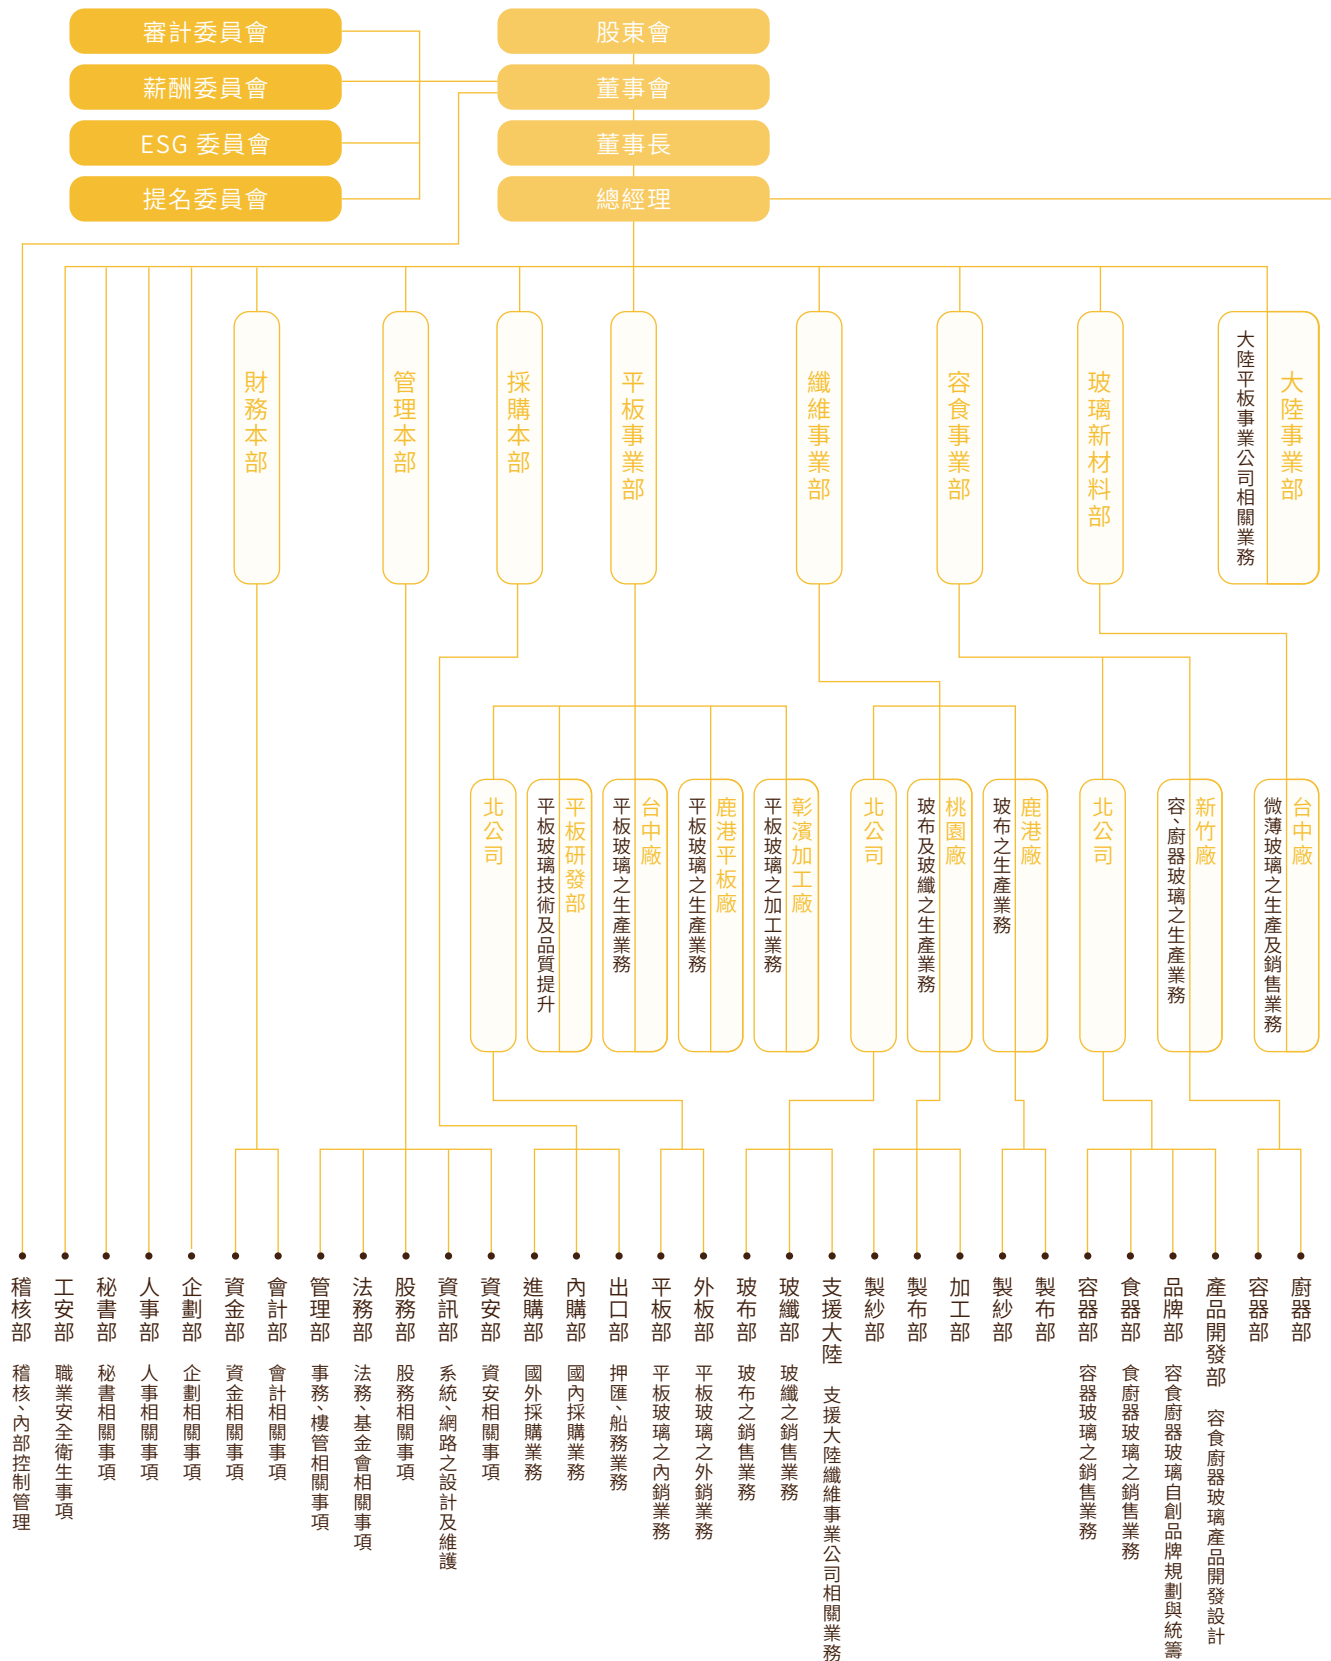 審計委員會
薪酬委員會
ESG 委員會
提名委員會
股東會
董事會
董事長
總經理
財務本部
管理本部
採購本部
平板事業部
纖維事業部
容食事業部
玻璃新材料部
大陸事業部
大陸平板事業公司相關業務
北公司
平板研發部
平板玻璃技術及品質提升
台中廠
平板玻璃之生產業務
鹿港平板廠
平板玻璃之生產業務
彰濱加工廠
平板玻璃之加工業務
北公司
桃園廠
玻布及玻纖之生產業務
鹿港廠
玻布之生產業務
北公司
新竹廠
容、廚器玻璃之生產業務
台中廠
微薄玻璃之生產及銷售業務
稽核部 稽核、內部控制管理
工安部 職業安全衛生事項
秘書部 秘書相關事項
人事部 人事相關事項
企劃部 企劃相關事項
資金部 資金相關事項
會計部 會計相關事項
管理部 事務、樓管相關事項
法務部 法務、基金會相關事項
股務部 股務相關事項
資訊部 系統、網路之設計及維護
資安部 資安相關事項
進購部 國外採購業務
內購部 國內採購業務
出口部 押匯、船務業務
平板部 平板玻璃之內銷業務
外板部 平板玻璃之外銷業務
玻布部 玻布之銷售業務
玻纖部 玻纖之銷售業務
支援大陸 支援大陸纖維事業公司相關業務
製紗部
製布部
加工部
製紗部
製布部
容器部 容器玻璃之銷售業務
食器部 食廚器玻璃之銷售業務
品牌部 容食廚器玻璃自創品牌規劃與統籌
產品開發部 容食廚器玻璃產品開發設計
容器部
廚器部